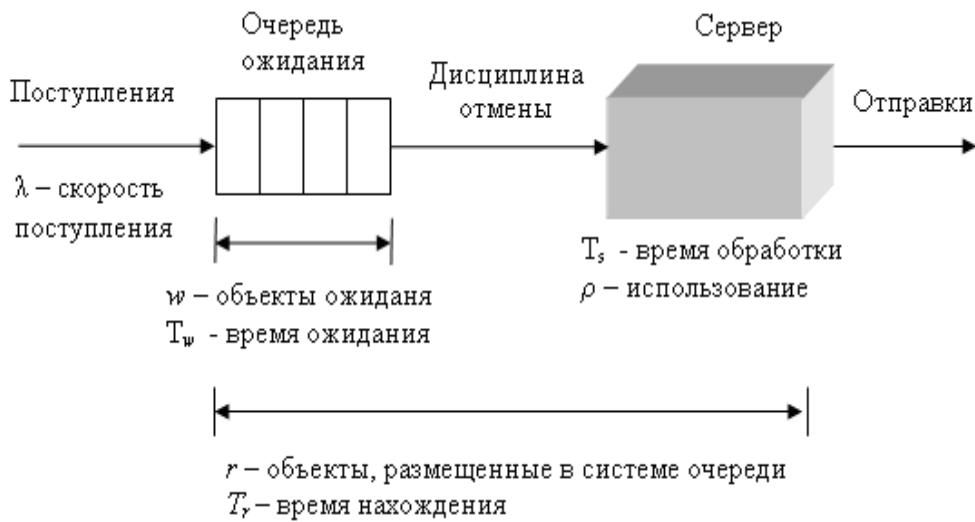 Очередь
ожидания
Сервер
Поступления
Дисциплина
отмены
Отправки
λ – скорость
поступления
w – объекты ожиданя
Tw - время ожидания
Ts - время обработки
ρ – использование
r – объекты, размещенные в системе очереди
Tr – время нахождения